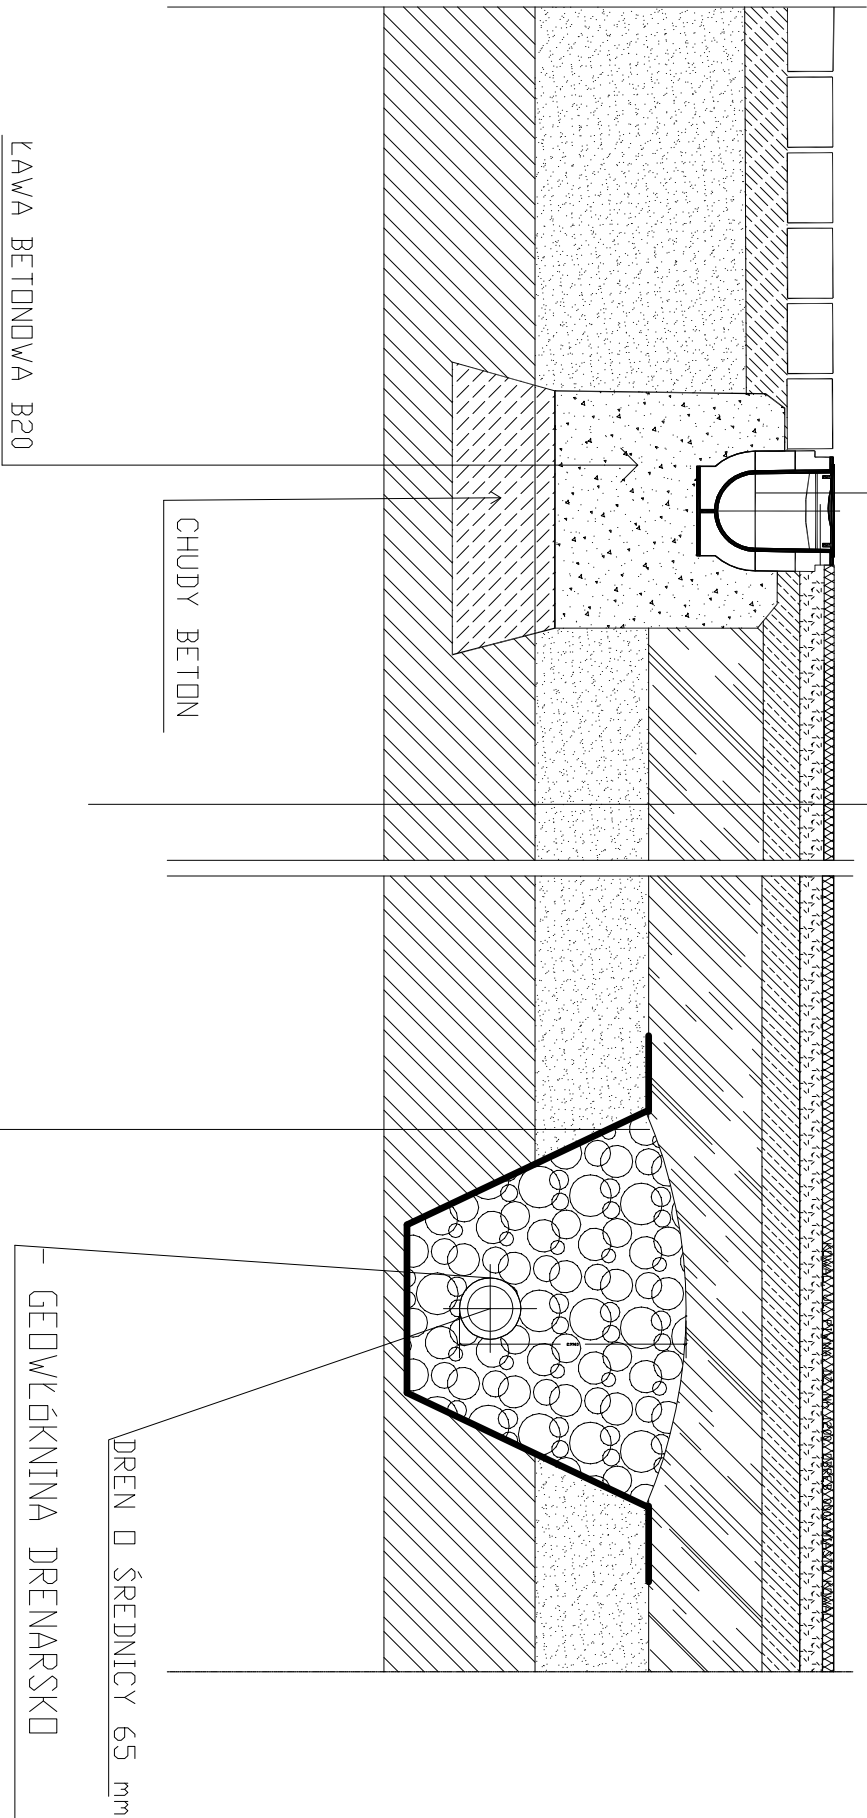 ŁAWA BETONOWA B20
CHUDY BETON
- GEOWŁÓKNINA DRENARSKO
DREN O ŚREDNICY 65 mm